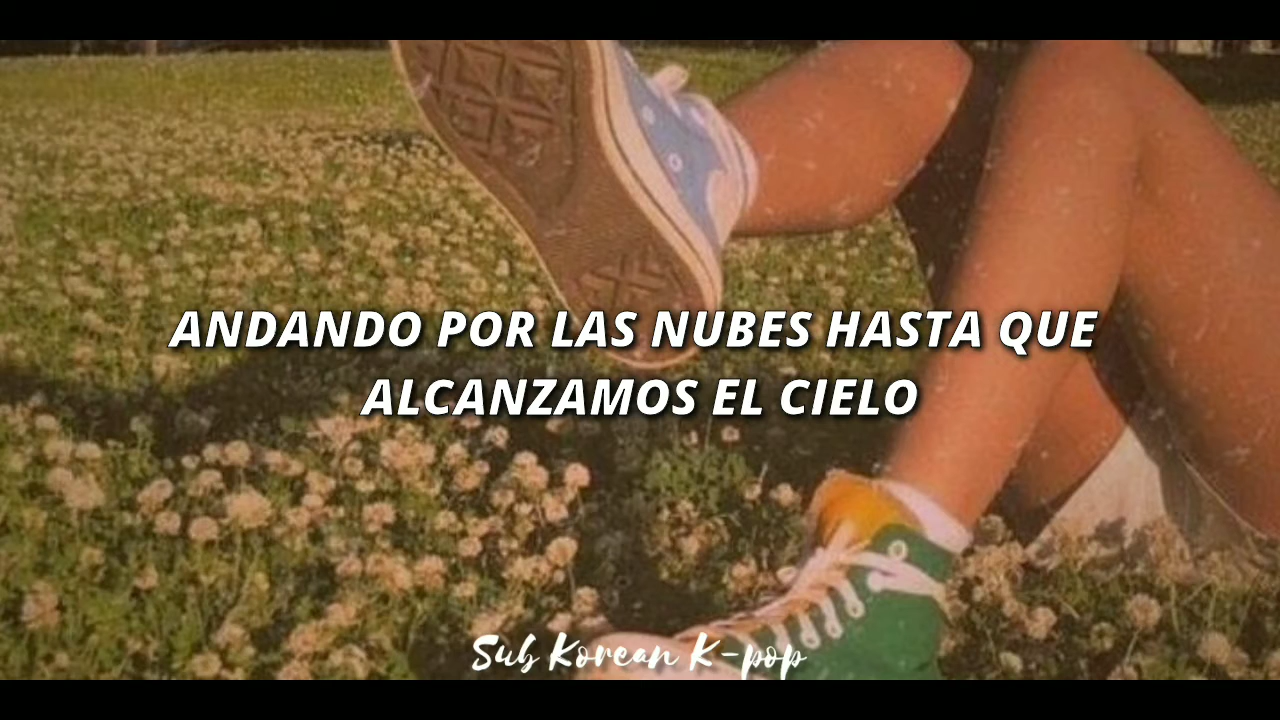 ANDANDO POR LAS NUBES HASTA QUE
ALCANZAMOS EL CIELO
Sub Korean K-pop